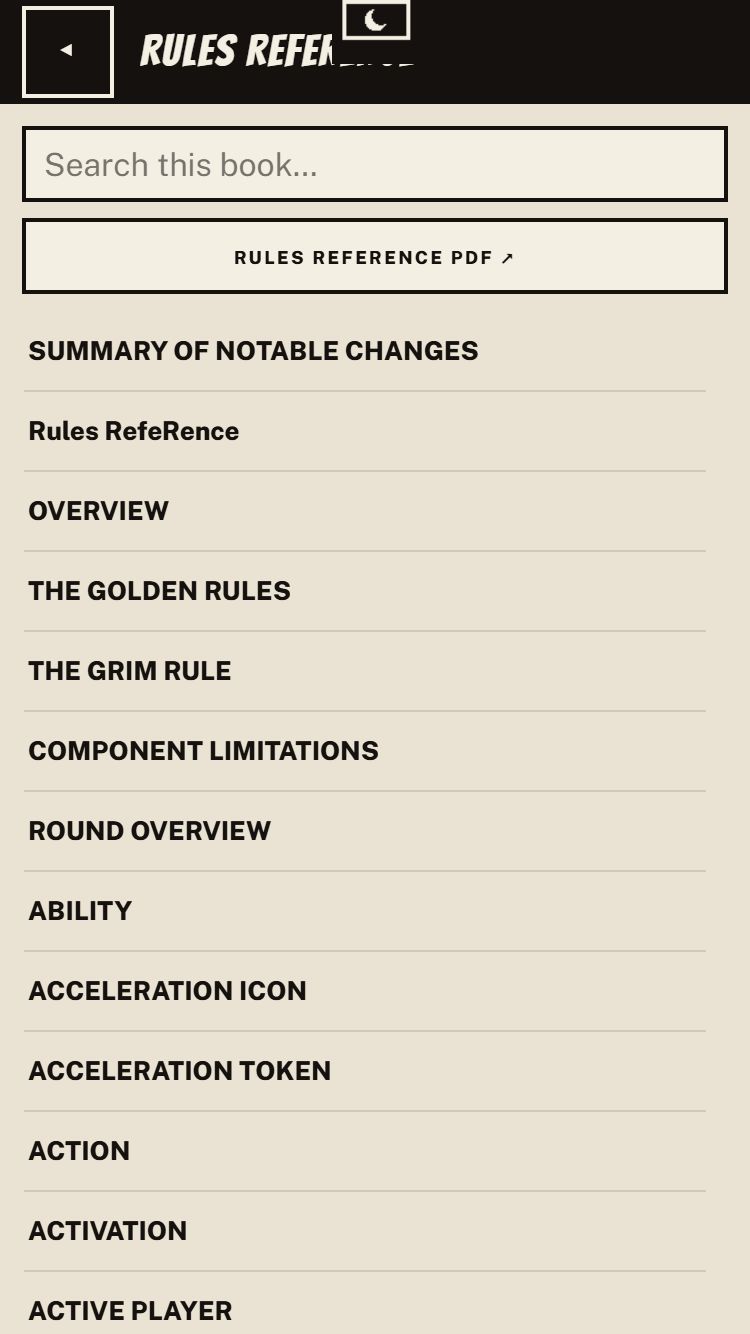 RULES REFERENCE
Search this book...
RULES REFERENCE PDF ↗
SUMMARY OF NOTABLE CHANGES
Rules RefeRence
OVERVIEW
THE GOLDEN RULES
THE GRIM RULE
COMPONENT LIMITATIONS
ROUND OVERVIEW
ABILITY
ACCELERATION ICON
ACCELERATION TOKEN
ACTION
ACTIVATION
ACTIVE PLAYER